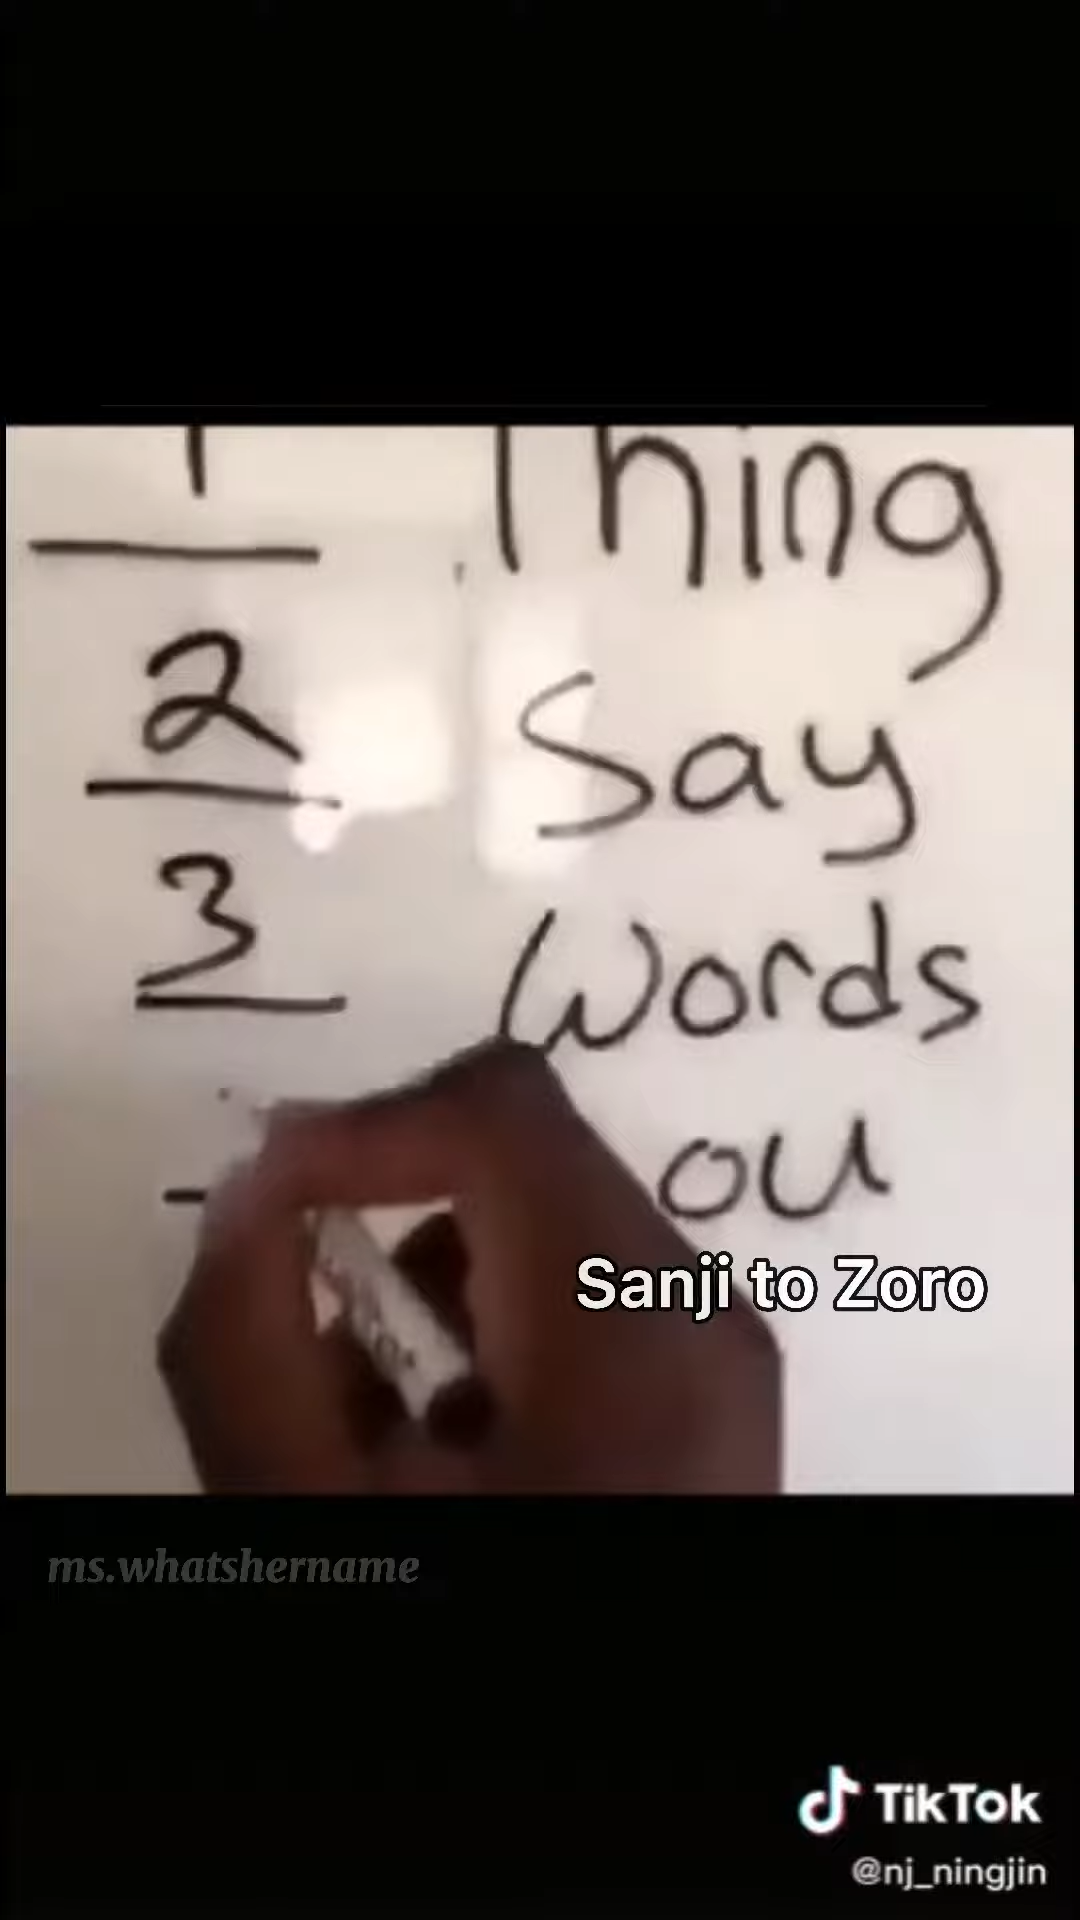 1 Thing
2 Say
3 Words
ou
Sanji to Zoro
ms.whatshername
TikTok
@nj_ningjin